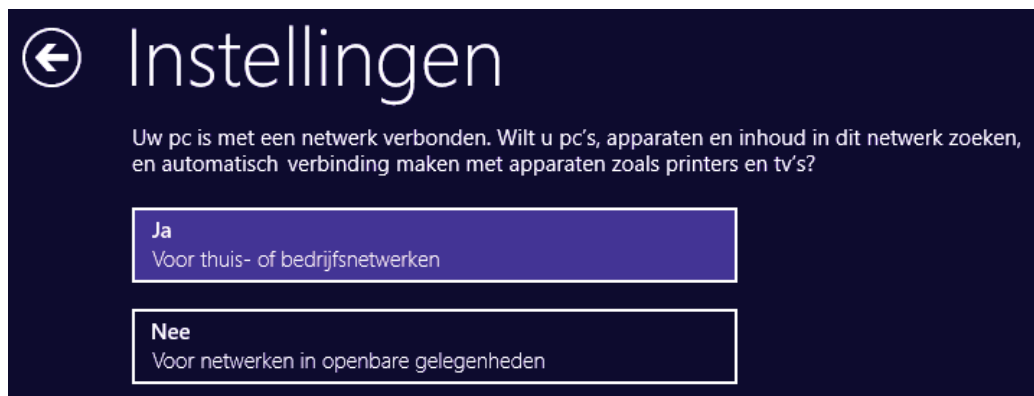 Instellingen
Uw pc is met een netwerk verbonden. Wilt u pc's, apparaten en inhoud in dit netwerk zoeken,
en automatisch verbinding maken met apparaten zoals printers en tv's?
Ja
Voor thuis- of bedrijfsnetwerken
Nee
Voor netwerken in openbare gelegenheden